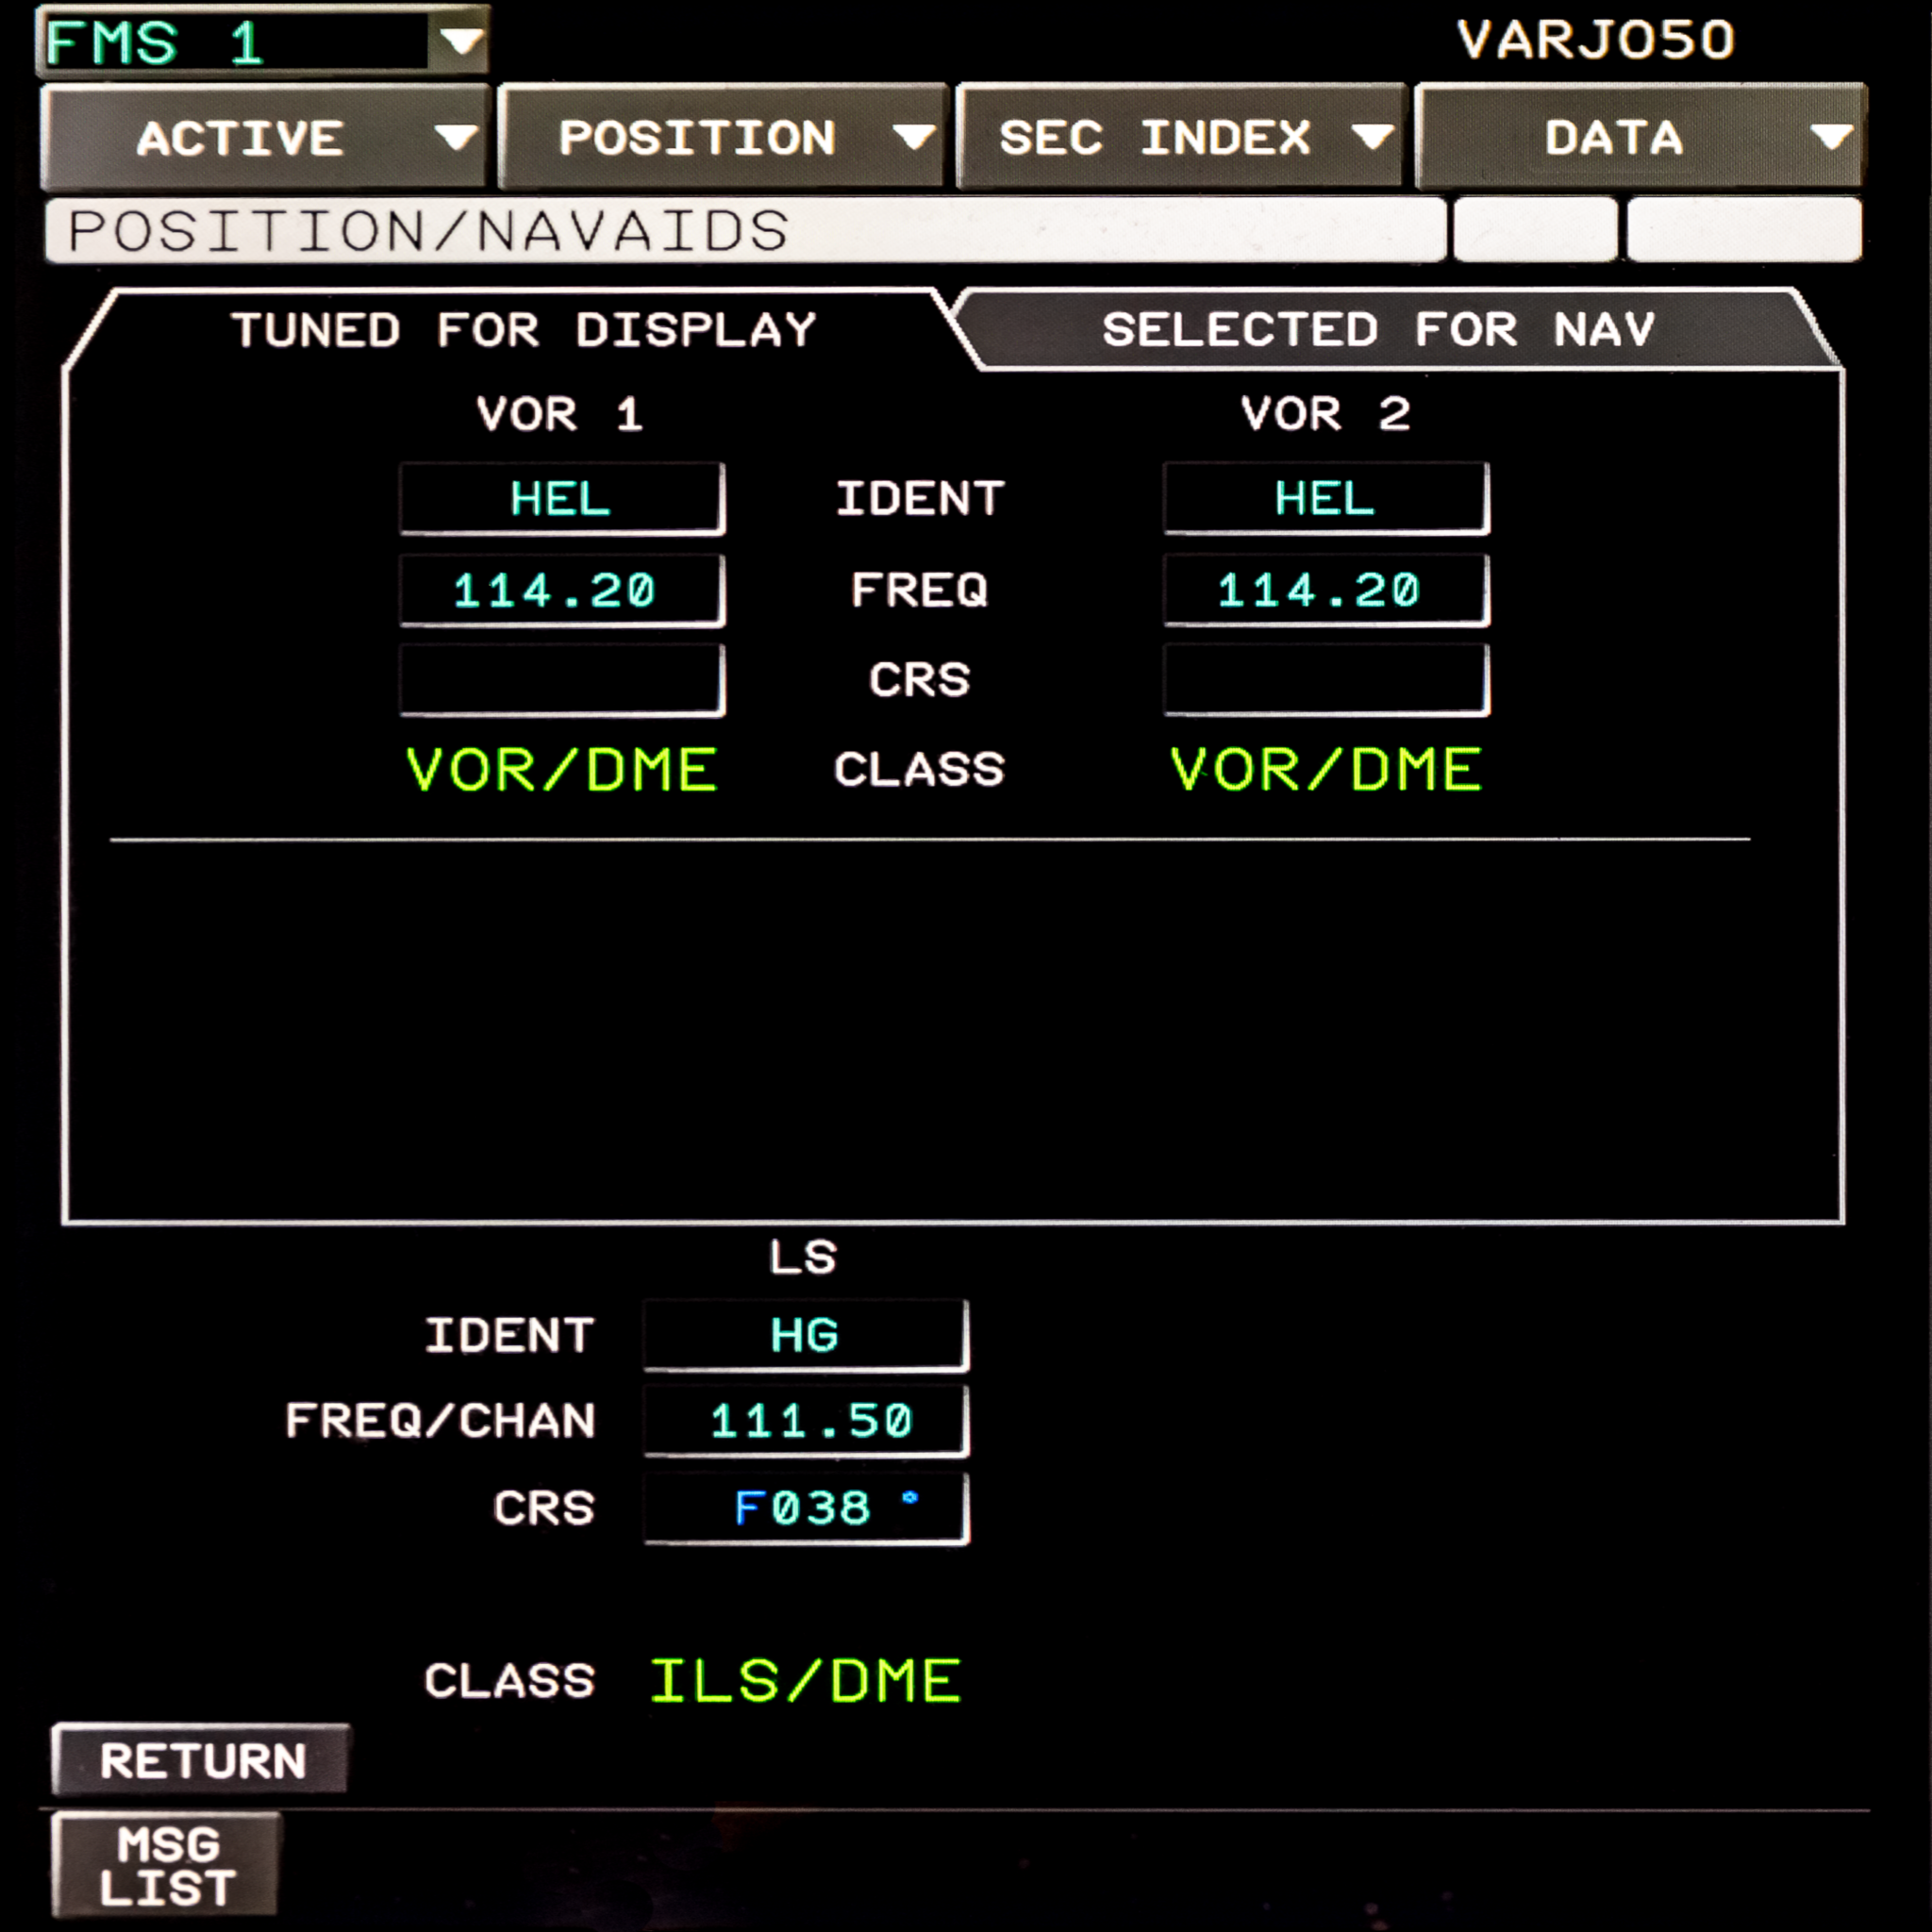 FMS 1 VARJO50
ACTIVE POSITION SEC INDEX DATA
POSITION/NAVAIDS
TUNED FOR DISPLAY SELECTED FOR NAV
VOR 1 VOR 2
HEL IDENT HEL
114.20 FREQ 114.20
CRS
VOR/DME CLASS VOR/DME
LS
IDENT HG
FREQ/CHAN 111.50
CRS F038 °
CLASS ILS/DME
RETURN
MSG
LIST